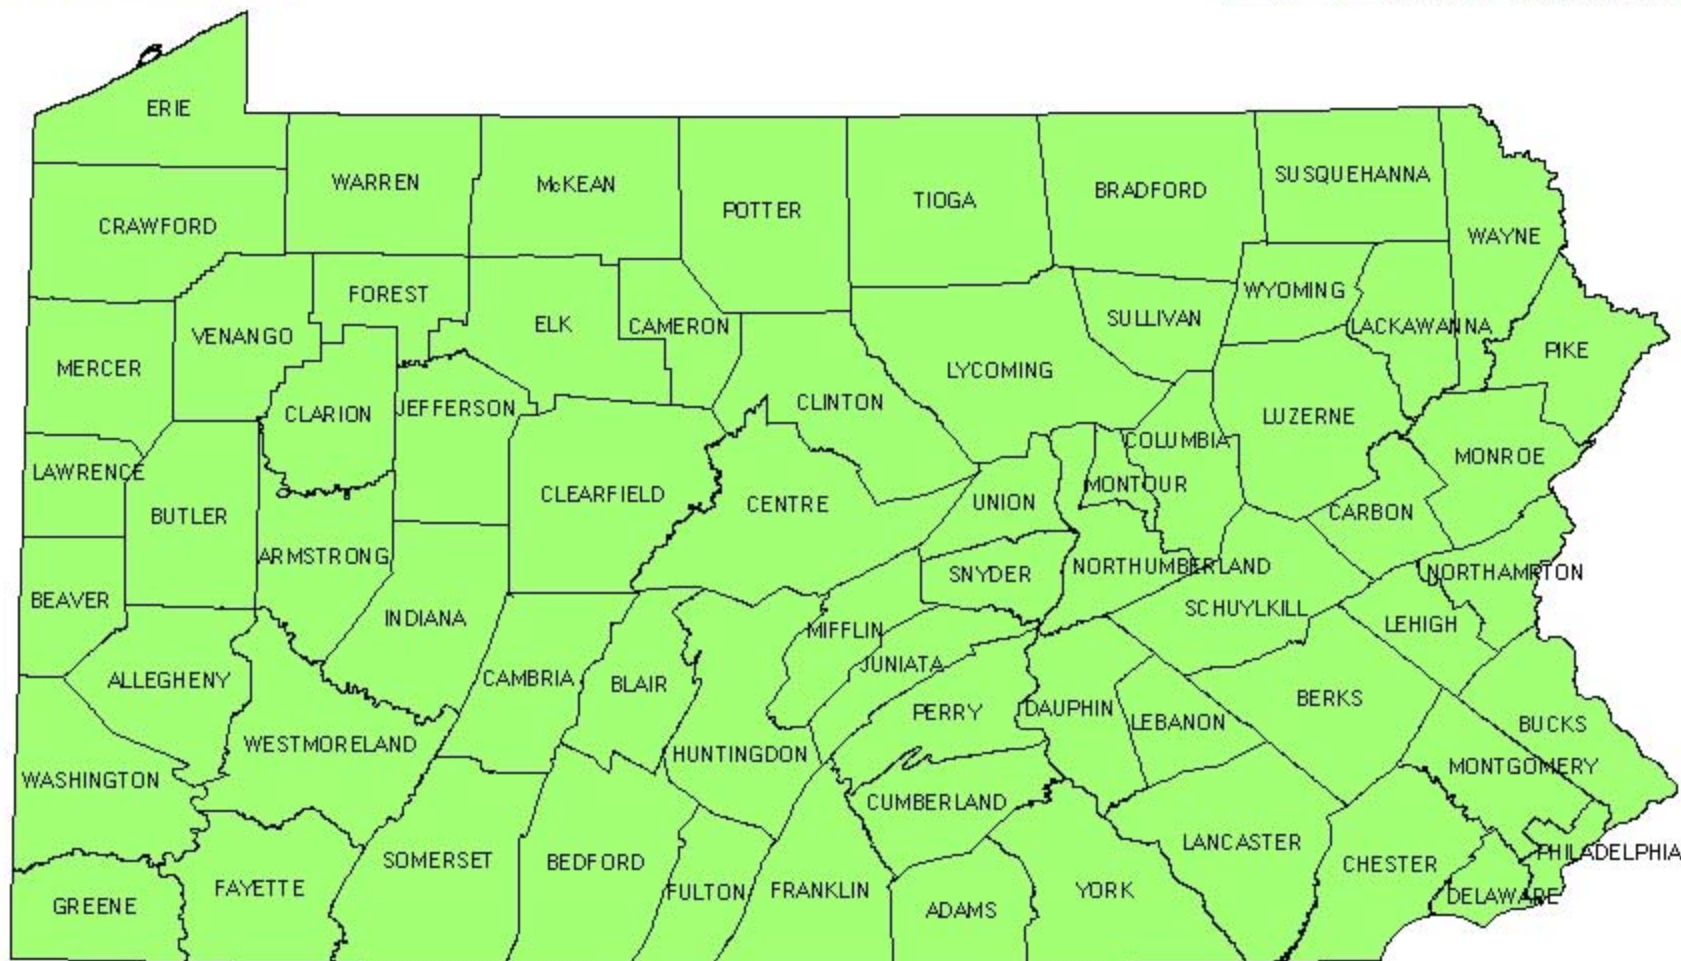 ERIE
WARREN
McKEAN
POTTER
TIOGA
BRADFORD
SUSQUEHANNA
WAYNE
CRAWFORD
FOREST
ELK
CAMERON
SULLIVAN
WYOMING
LACKAWANNA
PIKE
VENANGO
MERCER
CLARION
JEFFERSON
CLINTON
LYCOMING
LUZERNE
COLUMBIA
MONROE
LAWRENCE
BUTLER
CLEARFIELD
CENTRE
UNION
MONTOUR
CARBON
ARMSTRONG
SNYDER
NORTHUMBERLAND
NORTHAMPTON
BEAVER
INDIANA
MIFFLIN
SCHUYLKILL
LEHIGH
ALLEGHENY
CAMBRIA
BLAIR
JUNIATA
BERKS
WESTMORELAND
HUNTINGDON
PERRY
DAUPHIN
LEBANON
BUCKS
WASHINGTON
MONTGOMERY
CUMBERLAND
LANCASTER
SOMERSET
BEDFORD
CHESTER
PHILADELPHIA
GREENE
FAYETTE
FULTON
FRANKLIN
ADAMS
YORK
DELAWARE